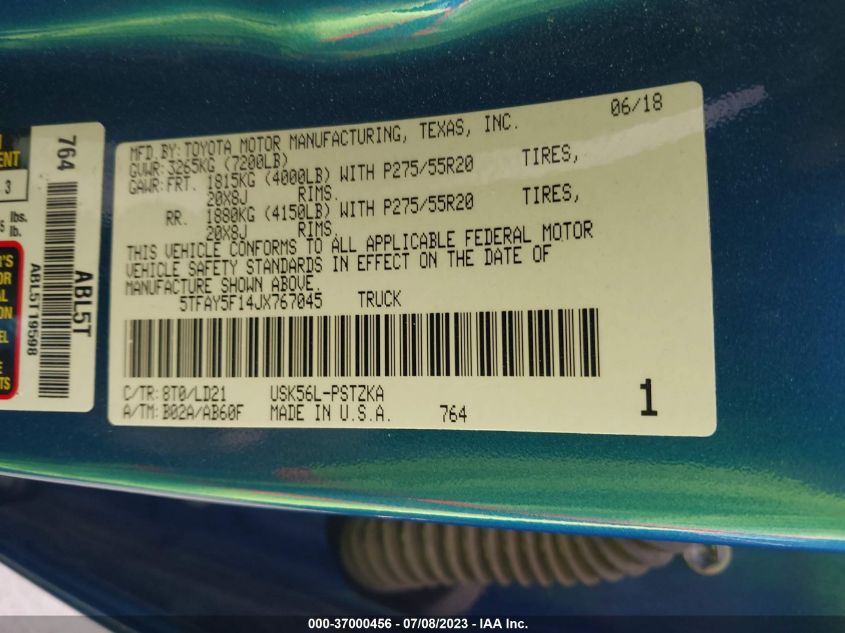 06/18
MFD.BY:TOYOTA MOTOR MANUFACTURING, TEXAS, INC.
GVWR:3265KG (7200LB)
GAWR:FRT. 1815KG (4000LB) WITH P275/55R20 TIRES,
20X8J RIMS.
RR. 1880KG (4150LB) WITH P275/55R20 TIRES,
20X8J RIMS.
THIS VEHICLE CONFORMS TO ALL APPLICABLE FEDERAL MOTOR
VEHICLE SAFETY STANDARDS IN EFFECT ON THE DATE OF
MANUFACTURE SHOWN ABOVE.
5TFAY5F14JX767045 TRUCK
C/TR:8T0/LD21 USK56L-PSTZKA
A/TM:B02A/AB60F MADE IN U.S.A. 764
1
764
ABL5T
ABL5T19598
3
lbs.
lb.
000-37000456 - 07/08/2023 - IAA Inc.